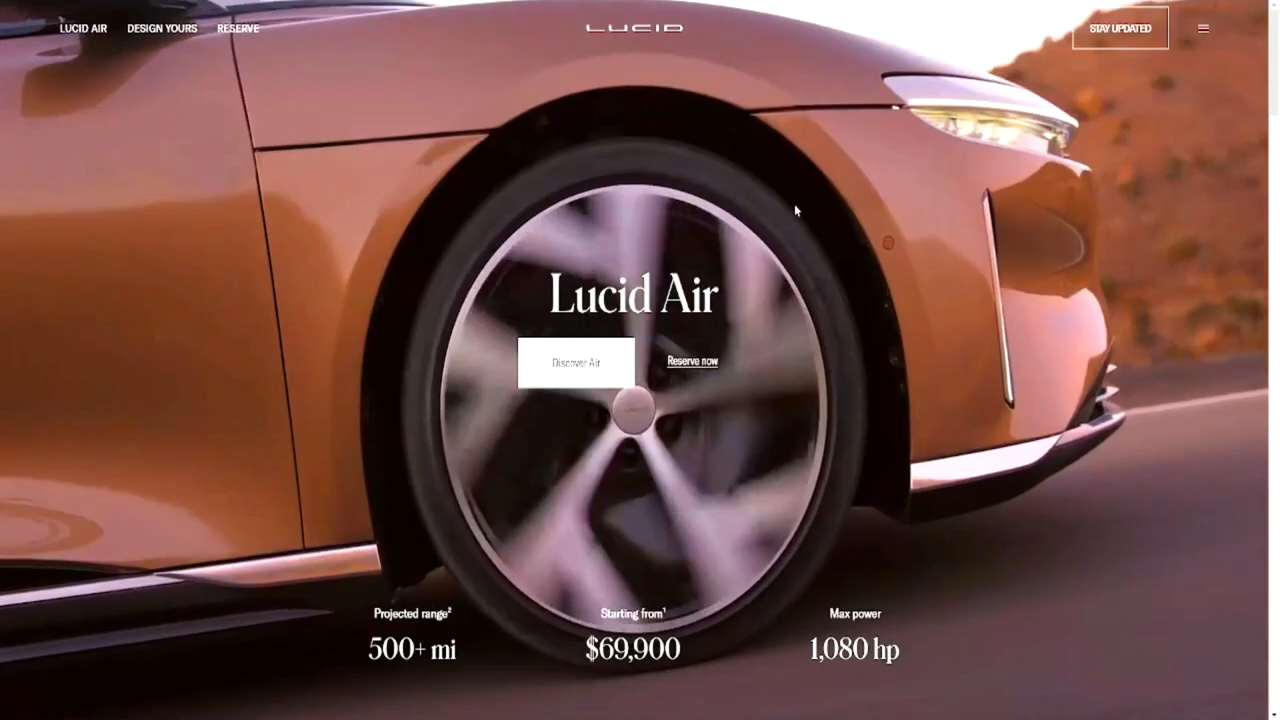 LUCID AIR DESIGN YOURS RESERVE
LUCID
STAY UPDATED
Lucid Air
Discover Air
Reserve now
Projected range²
500+ mi
Starting from¹
$69,900
Max power
1,080 hp